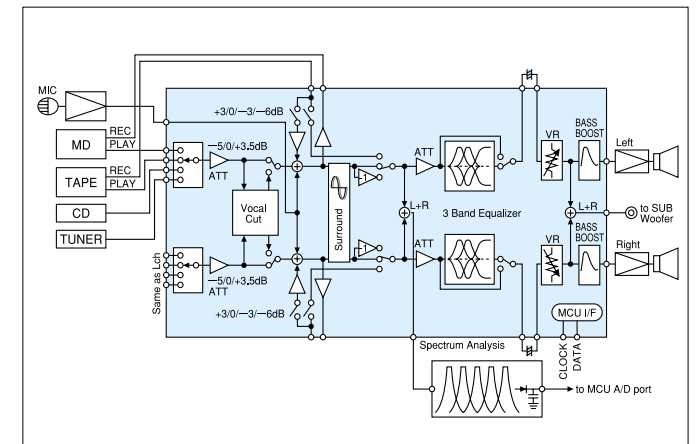 MIC
+3/0/−3/−6dB
REC
MD
PLAY
−5/0/+3.5dB
ATT
REC
TAPE
PLAY
CD
TUNER
Vocal
Cut
Surround
-1
-1
ATT
L+R
3 Band Equalizer
ATT
VR
BASS
BOOST
Left
L+R
to SUB
Woofer
BASS
BOOST
VR
Right
Same as Lch
−5/0/+3.5dB
ATT
+3/0/−3/−6dB
MCU I/F
CLOCK
DATA
Spectrum Analysis
to MCU A/D port